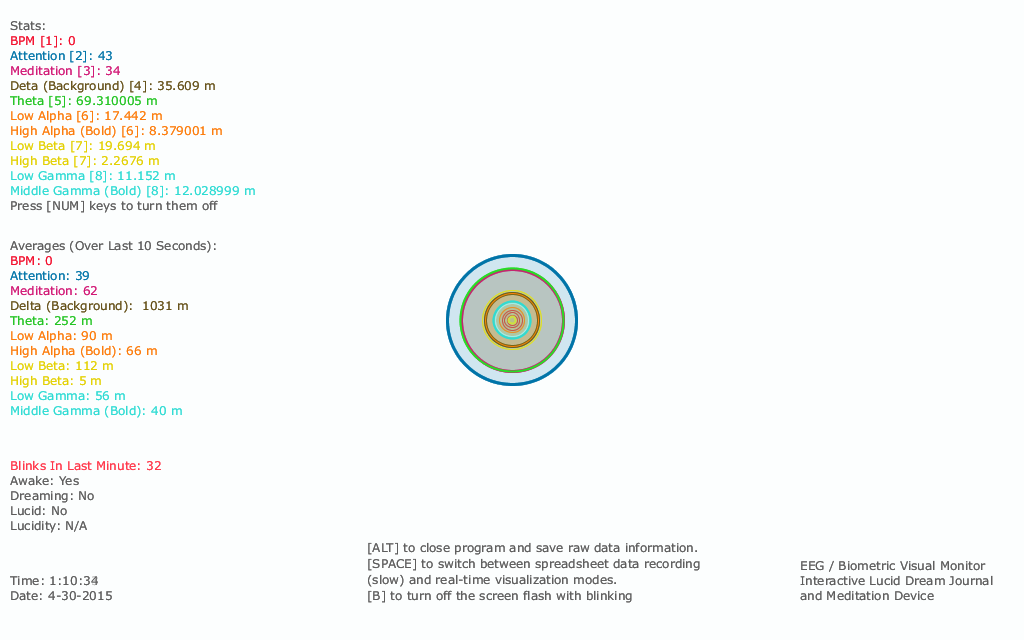 Stats:
BPM [1]: 0
Attention [2]: 43
Meditation [3]: 34
Deta (Background) [4]: 35.609 m
Theta [5]: 69.310005 m
Low Alpha [6]: 17.442 m
High Alpha (Bold) [6]: 8.379001 m
Low Beta [7]: 19.694 m
High Beta [7]: 2.2676 m
Low Gamma [8]: 11.152 m
Middle Gamma (Bold) [8]: 12.028999 m
Press [NUM] keys to turn them off
Averages (Over Last 10 Seconds):
BPM: 0
Attention: 39
Meditation: 62
Delta (Background):  1031 m
Theta: 252 m
Low Alpha: 90 m
High Alpha (Bold): 66 m
Low Beta: 112 m
High Beta: 5 m
Low Gamma: 56 m
Middle Gamma (Bold): 40 m
Blinks In Last Minute: 32
Awake: Yes
Dreaming: No
Lucid: No
Lucidity: N/A
Time: 1:10:34
Date: 4-30-2015
[ALT] to close program and save raw data information.
[SPACE] to switch between spreadsheet data recording
(slow) and real-time visualization modes.
[B] to turn off the screen flash with blinking
EEG / Biometric Visual Monitor
Interactive Lucid Dream Journal
and Meditation Device